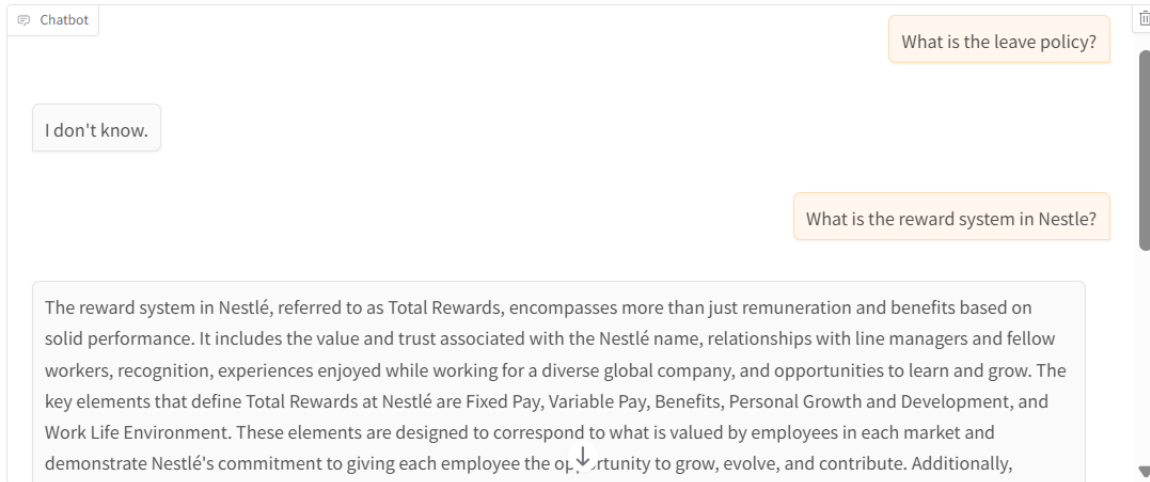 Chatbot
What is the leave policy?
I don't know.
What is the reward system in Nestle?
The reward system in Nestlé, referred to as Total Rewards, encompasses more than just remuneration and benefits based on
solid performance. It includes the value and trust associated with the Nestlé name, relationships with line managers and fellow
workers, recognition, experiences enjoyed while working for a diverse global company, and opportunities to learn and grow. The
key elements that define Total Rewards at Nestlé are Fixed Pay, Variable Pay, Benefits, Personal Growth and Development, and
Work Life Environment. These elements are designed to correspond to what is valued by employees in each market and
demonstrate Nestlé's commitment to giving each employee the opportunity to grow, evolve, and contribute. Additionally,